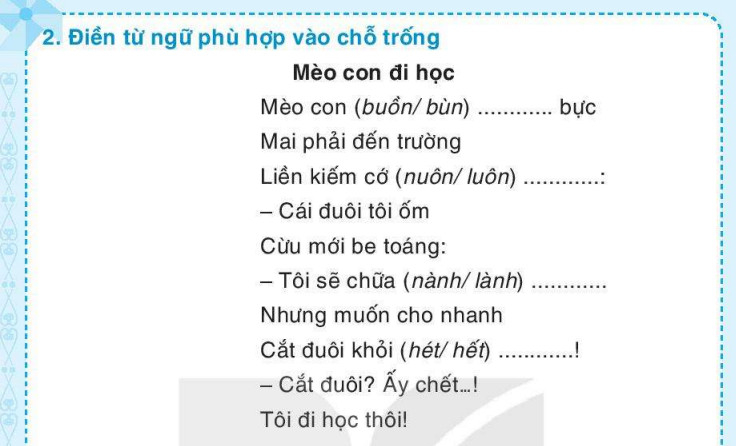 2. Điền từ ngữ phù hợp vào chỗ trống
Mèo con đi học
Mèo con (buồn/ bùn) ............ bực
Mai phải đến trường
Liền kiếm cớ (nuôn/ luôn) ............:
– Cái đuôi tôi ốm
Cừu mới be toáng:
– Tôi sẽ chữa (nành/ lành) ............
Nhưng muốn cho nhanh
Cắt đuôi khỏi (hét/ hết) ............!
– Cắt đuôi? Ấy chết...!
Tôi đi học thôi!